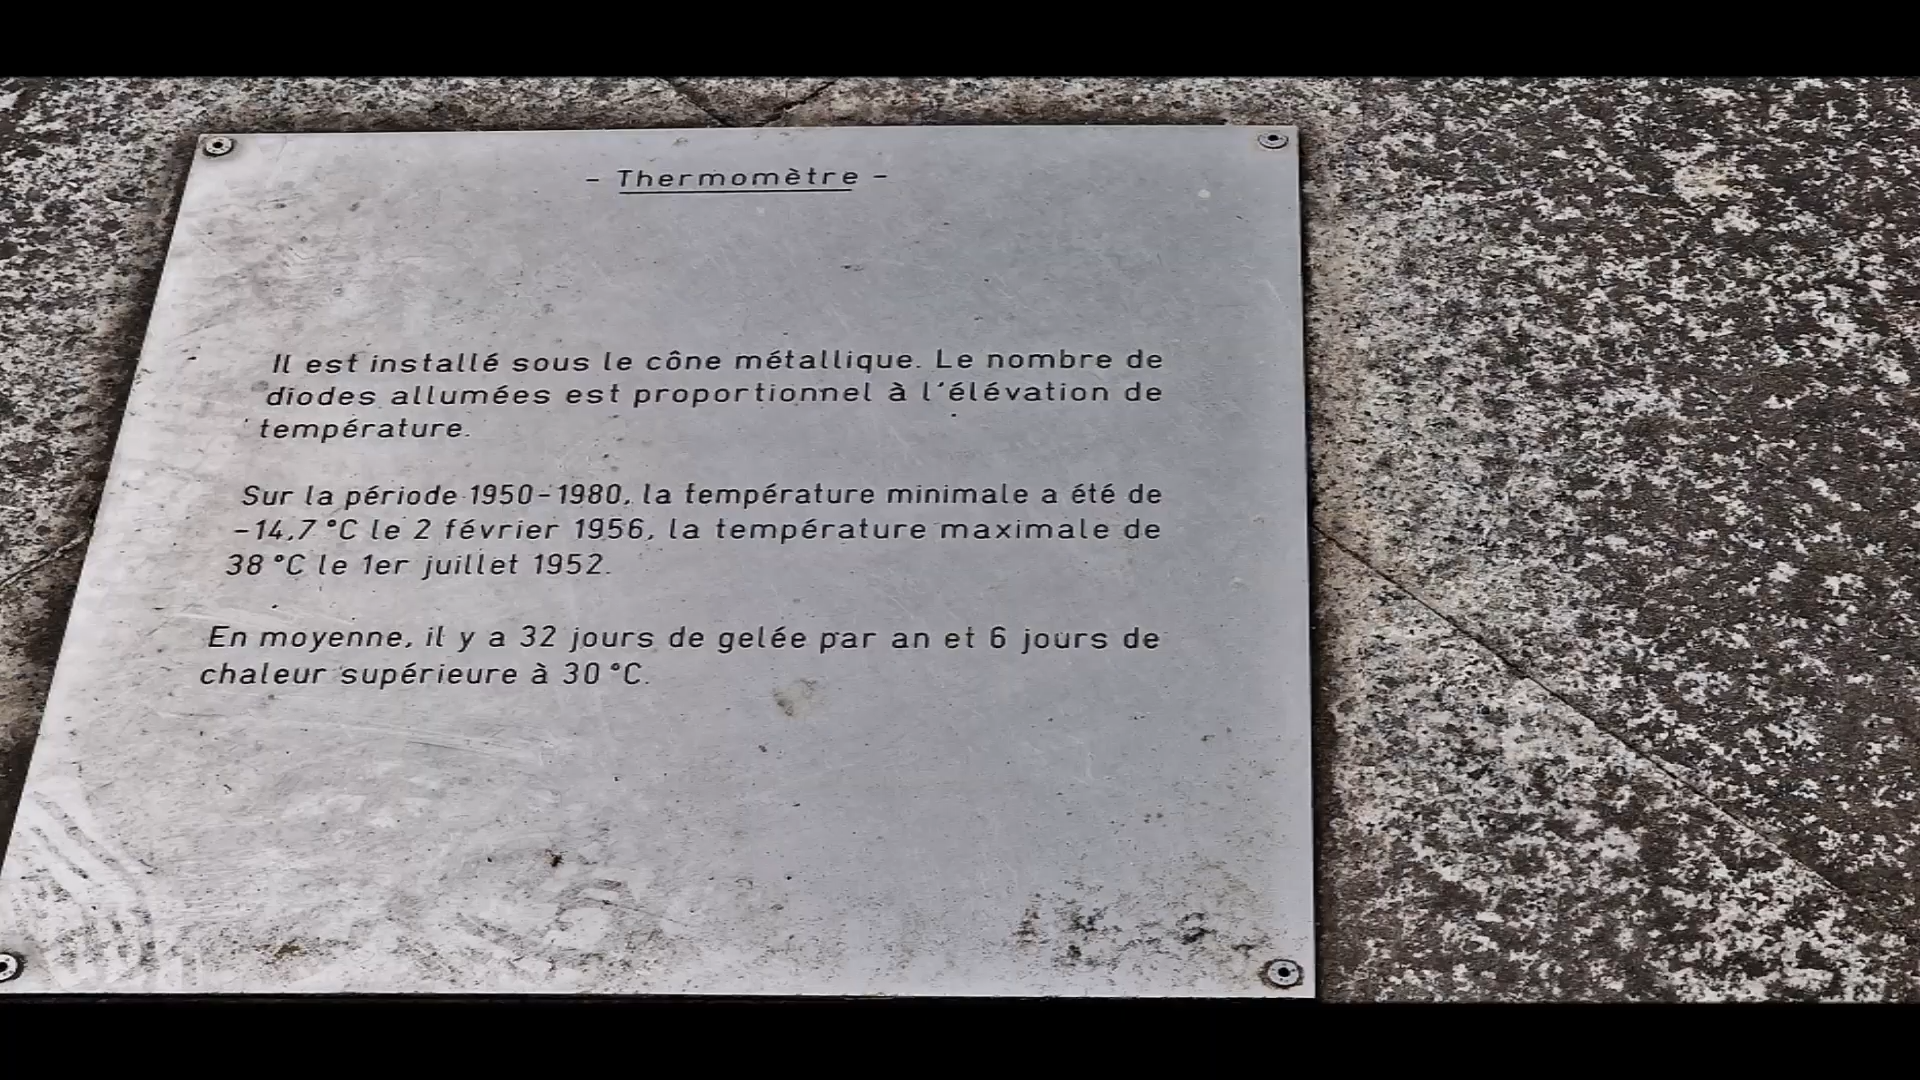 - Thermomètre -
Il est installé sous le cône métallique. Le nombre de
diodes allumées est proportionnel à l'élévation de
température.
Sur la période 1950-1980, la température minimale a été de
-14,7 °C le 2 février 1956, la température maximale de
38 °C le 1er juillet 1952.
En moyenne, il y a 32 jours de gelée par an et 6 jours de
chaleur supérieure à 30 °C.